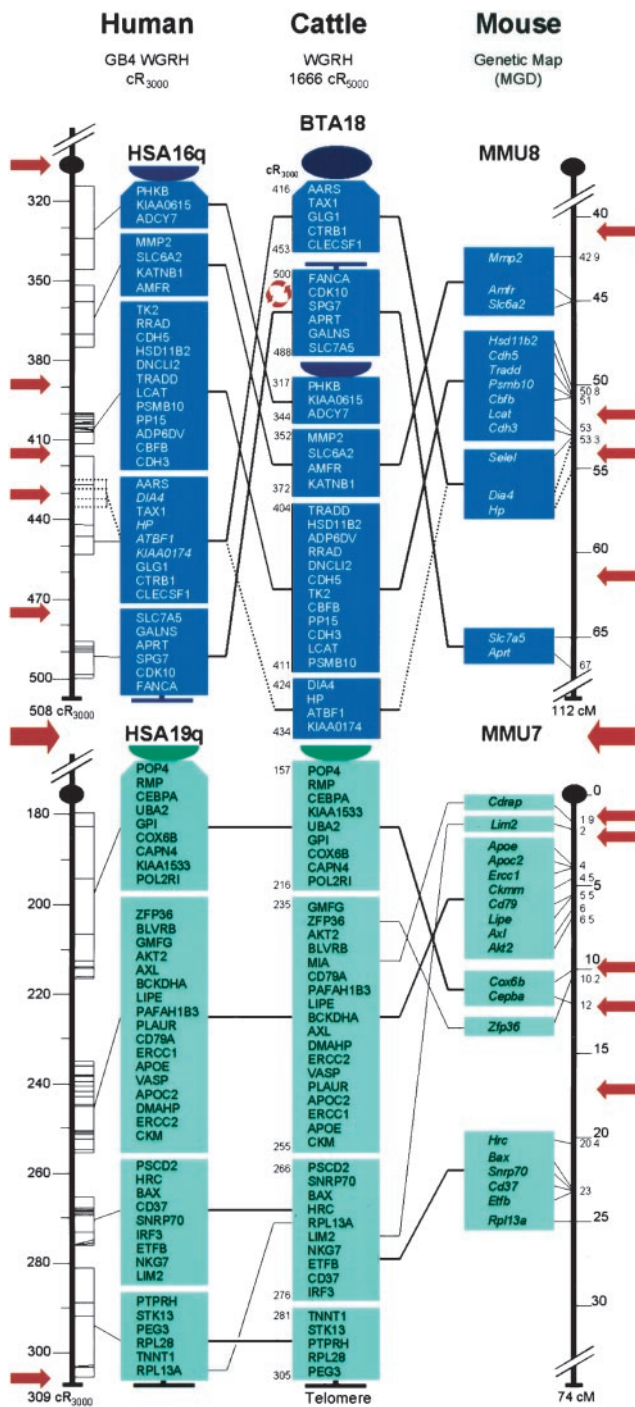 Human
Cattle
Mouse
GB4 WGRH
cR3000
WGRH
1666 cR5000
Genetic Map
(MGD)
HSA16q
320
350
380
410
440
470
500
508 cR3000
PHKB
KIAA0615
ADCY7
MMP2
SLC6A2
KATNB1
AMFR
TK2
RRAD
CDH5
HSD11B2
DNCLI2
TRADD
LCAT
PSMB10
PP15
ADP6DV
CBFB
CDH3
AARS
DIA4
TAX1
HP
ATBF1
KIAA0174
GLG1
CTRB1
CLECSF1
SLC7A5
GALNS
APRT
SPG7
CDK10
FANCA
BTA18
cR3000
416
AARS
TAX1
GLG1
CTRB1
CLECSF1
453
500
FANCA
CDK10
SPG7
APRT
GALNS
SLC7A5
488
317
PHKB
KIAA0615
ADCY7
344
352
MMP2
SLC6A2
AMFR
KATNB1
372
404
TRADD
HSD11B2
ADP6DV
RRAD
DNCLI2
CDH5
TK2
CBFB
PP15
CDH3
LCAT
PSMB10
411
424
DIA4
HP
ATBF1
KIAA0174
434
MMU8
Mmp2
Amfr
Slc6a2
Hsd11b2
Cdh5
Tradd
Psmb10
Cbfb
Lcat
Cdh3
Selel
Dia4
Hp
Slc7a5
Aprt
40
42.9
45
50
50.8
51
53
53.3
55
60
65
67
112 cM
HSA19q
180
200
220
240
260
280
300
309 cR3000
POP4
RMP
CEBPA
UBA2
GPI
COX6B
CAPN4
KIAA1533
POL2RI
ZFP36
BLVRB
GMFG
AKT2
AXL
BCKDHA
LIPE
PAFAH1B3
PLAUR
CD79A
ERCC1
APOE
VASP
APOC2
DMAHP
ERCC2
CKM
PSCD2
HRC
BAX
CD37
SNRP70
IRF3
ETFB
NKG7
LIM2
PTPRH
STK13
PEG3
RPL28
TNNT1
RPL13A
157
POP4
RMP
CEBPA
KIAA1533
UBA2
GPI
COX6B
CAPN4
POL2RI
216
235
GMFG
ZFP36
AKT2
BLVRB
MIA
CD79A
PAFAH1B3
LIPE
BCKDHA
AXL
DMAHP
ERCC2
VASP
PLAUR
APOC2
ERCC1
APOE
CKM
255
266
PSCD2
SNRP70
BAX
HRC
RPL13A
LIM2
NKG7
ETFB
CD37
IRF3
276
281
TNNT1
STK13
PTPRH
RPL28
PEG3
305
Telomere
MMU7
Cdrap
Lim2
Apoe
Apoc2
Ercc1
Ckmm
Cd79
Lipe
Axl
Akt2
Cox6b
Cepba
Zfp36
Hrc
Bax
Snrp70
Cd37
Etfb
Rpl13a
0
1.9
2
4
4.5
5
5.5
6
6.5
10
10.2
12
15
20
20.4
23
25
30
74 cM